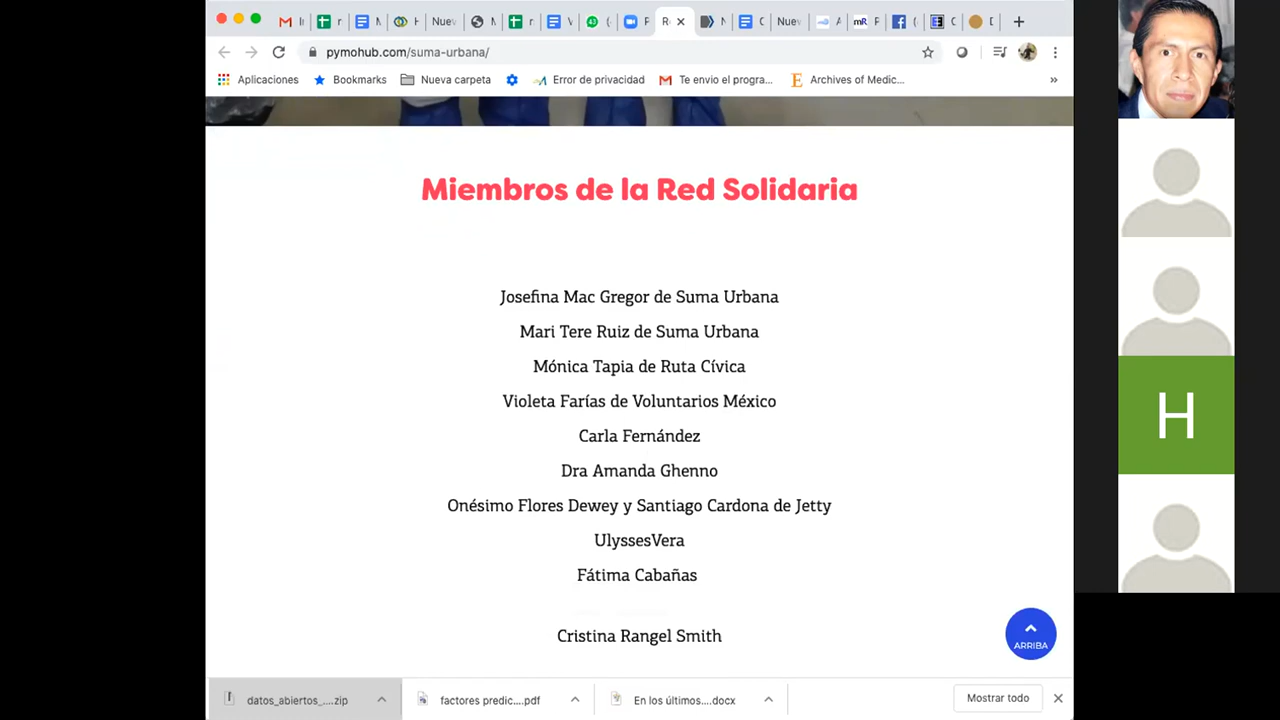 pymohub.com/suma-urbana/
Aplicaciones
Bookmarks
Nueva carpeta
Error de privacidad
Te envio el progra...
Archives of Medic...
»
Miembros de la Red Solidaria
Josefina Mac Gregor de Suma Urbana
Mari Tere Ruiz de Suma Urbana
Mónica Tapia de Ruta Cívica
Violeta Farías de Voluntarios México
Carla Fernández
Dra Amanda Ghenno
Onésimo Flores Dewey y Santiago Cardona de Jetty
UlyssesVera
Fátima Cabañas
Cristina Rangel Smith
ARRIBA
H
datos_abiertos_....zip
factores predic....pdf
En los últimos....docx
Mostrar todo